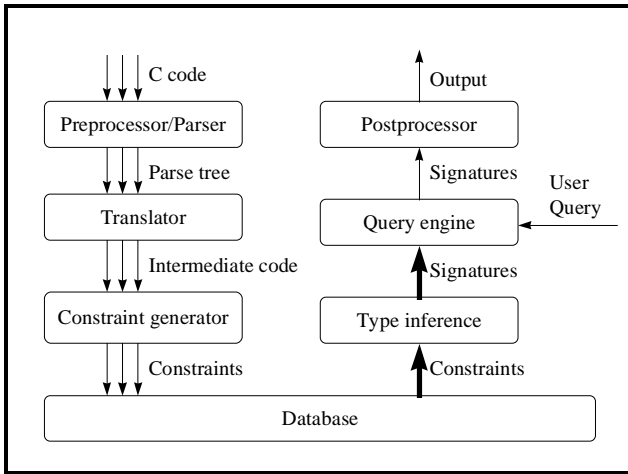 C code
Preprocessor/Parser
Parse tree
Translator
Intermediate code
Constraint generator
Constraints
Output
Postprocessor
Signatures
User
Query
Query engine
Signatures
Type inference
Constraints
Database